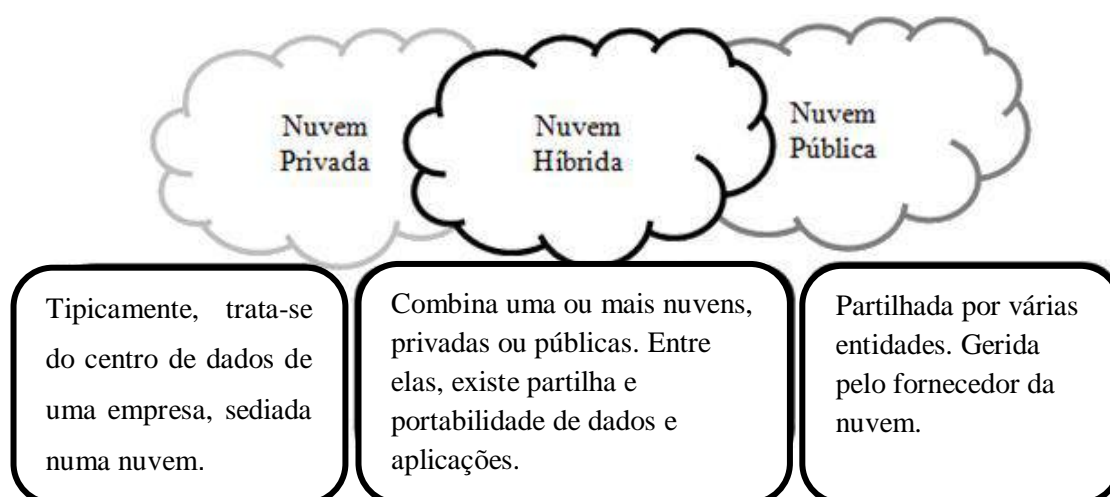 Nuvem
Privada
Nuvem
Híbrida
Nuvem
Pública
Tipicamente, trata-se
do centro de dados de
uma empresa, sediada
numa nuvem.
Combina uma ou mais nuvens,
privadas ou públicas. Entre
elas, existe partilha e
portabilidade de dados e
aplicações.
Partilhada por várias
entidades. Gerida
pelo fornecedor da
nuvem.